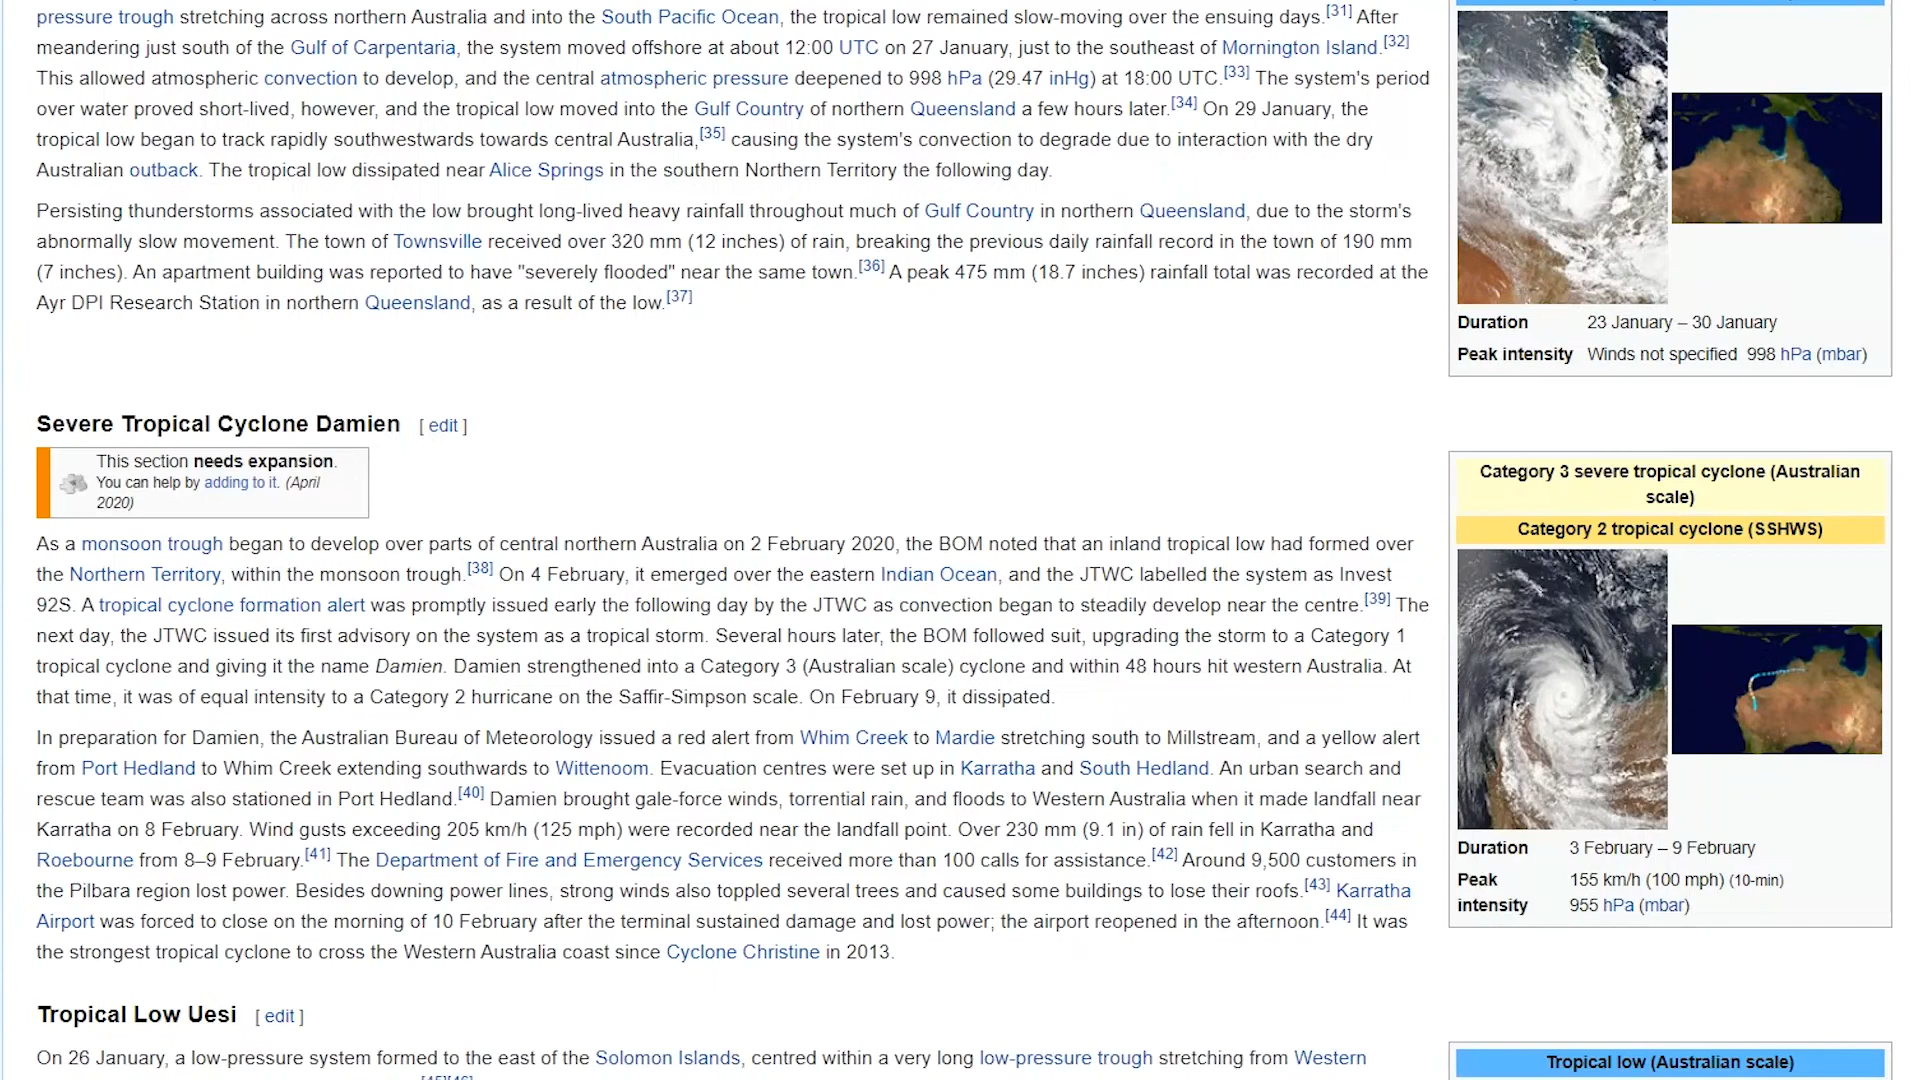 pressure trough stretching across northern Australia and into the South Pacific Ocean, the tropical low remained slow-moving over the ensuing days.[31] After
meandering just south of the Gulf of Carpentaria, the system moved offshore at about 12:00 UTC on 27 January, just to the southeast of Mornington Island.[32]
This allowed atmospheric convection to develop, and the central atmospheric pressure deepened to 998 hPa (29.47 inHg) at 18:00 UTC.[33] The system's period
over water proved short-lived, however, and the tropical low moved into the Gulf Country of northern Queensland a few hours later.[34] On 29 January, the
tropical low began to track rapidly southwestwards towards central Australia,[35] causing the system's convection to degrade due to interaction with the dry
Australian outback. The tropical low dissipated near Alice Springs in the southern Northern Territory the following day.
Persisting thunderstorms associated with the low brought long-lived heavy rainfall throughout much of Gulf Country in northern Queensland, due to the storm's
abnormally slow movement. The town of Townsville received over 320 mm (12 inches) of rain, breaking the previous daily rainfall record in the town of 190 mm
(7 inches). An apartment building was reported to have "severely flooded" near the same town.[36] A peak 475 mm (18.7 inches) rainfall total was recorded at the
Ayr DPI Research Station in northern Queensland, as a result of the low.[37]
Duration 23 January – 30 January
Peak intensity Winds not specified 998 hPa (mbar)
Severe Tropical Cyclone Damien [ edit ]
This section needs expansion.
You can help by adding to it. (April
2020)
As a monsoon trough began to develop over parts of central northern Australia on 2 February 2020, the BOM noted that an inland tropical low had formed over
the Northern Territory, within the monsoon trough.[38] On 4 February, it emerged over the eastern Indian Ocean, and the JTWC labelled the system as Invest
92S. A tropical cyclone formation alert was promptly issued early the following day by the JTWC as convection began to steadily develop near the centre.[39] The
next day, the JTWC issued its first advisory on the system as a tropical storm. Several hours later, the BOM followed suit, upgrading the storm to a Category 1
tropical cyclone and giving it the name Damien. Damien strengthened into a Category 3 (Australian scale) cyclone and within 48 hours hit western Australia. At
that time, it was of equal intensity to a Category 2 hurricane on the Saffir-Simpson scale. On February 9, it dissipated.
In preparation for Damien, the Australian Bureau of Meteorology issued a red alert from Whim Creek to Mardie stretching south to Millstream, and a yellow alert
from Port Hedland to Whim Creek extending southwards to Wittenoom. Evacuation centres were set up in Karratha and South Hedland. An urban search and
rescue team was also stationed in Port Hedland.[40] Damien brought gale-force winds, torrential rain, and floods to Western Australia when it made landfall near
Karratha on 8 February. Wind gusts exceeding 205 km/h (125 mph) were recorded near the landfall point. Over 230 mm (9.1 in) of rain fell in Karratha and
Roebourne from 8–9 February.[41] The Department of Fire and Emergency Services received more than 100 calls for assistance.[42] Around 9,500 customers in
the Pilbara region lost power. Besides downing power lines, strong winds also toppled several trees and caused some buildings to lose their roofs.[43] Karratha
Airport was forced to close on the morning of 10 February after the terminal sustained damage and lost power; the airport reopened in the afternoon.[44] It was
the strongest tropical cyclone to cross the Western Australia coast since Cyclone Christine in 2013.
Category 3 severe tropical cyclone (Australian
scale)
Category 2 tropical cyclone (SSHWS)
Duration 3 February – 9 February
Peak 155 km/h (100 mph) (10-min)
intensity 955 hPa (mbar)
Tropical Low Uesi [ edit ]
On 26 January, a low-pressure system formed to the east of the Solomon Islands, centred within a very long low-pressure trough stretching from Western
Tropical low (Australian scale)